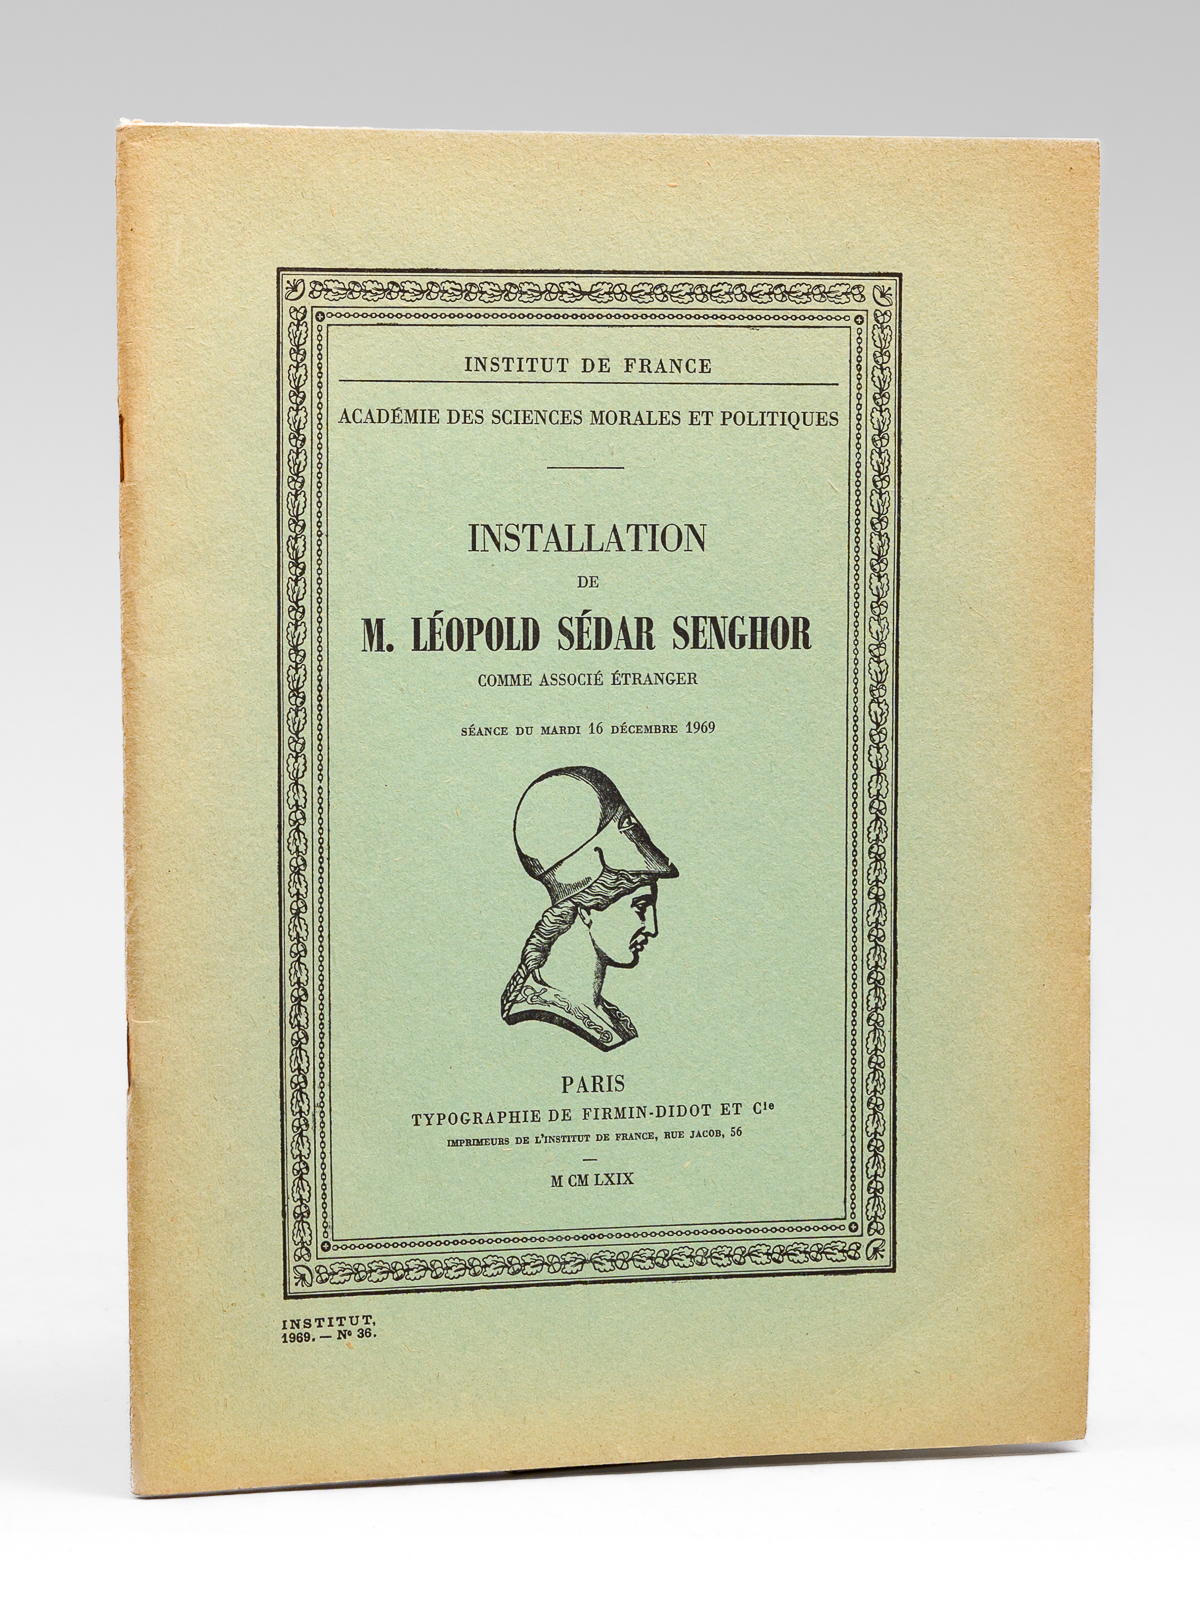 INSTITUT DE FRANCE
ACADÉMIE DES SCIENCES MORALES ET POLITIQUES
INSTALLATION
DE
M. LÉOPOLD SÉDAR SENGHOR
COMME ASSOCIÉ ÉTRANGER
SÉANCE DU MARDI 16 DÉCEMBRE 1969
PARIS
TYPOGRAPHIE DE FIRMIN-DIDOT ET Cie
IMPRIMEURS DE L'INSTITUT DE FRANCE, RUE JACOB, 56
M CM LXIX
INSTITUT,
1969. — No 36.